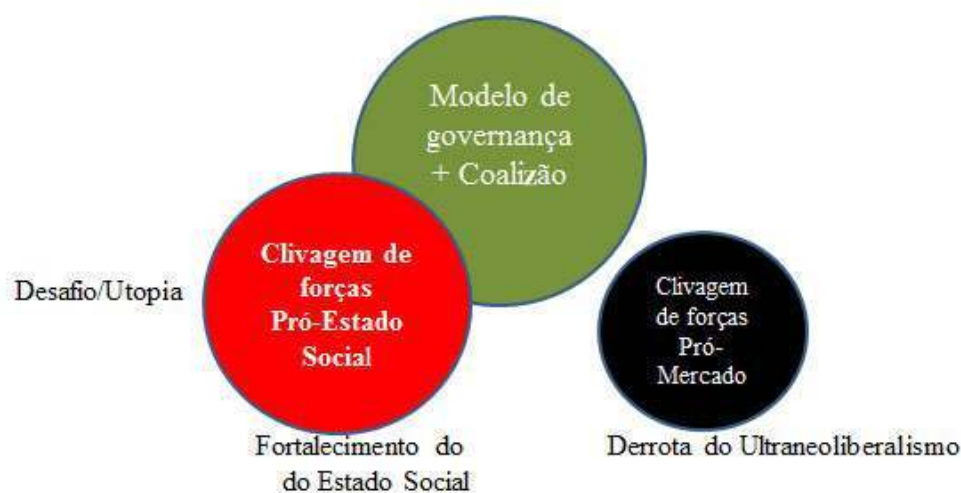 Modelo de
governança
+ Coalizão
Clivagem de
forças
Pró-Estado
Social
Desafio/Utopia
Clivagem
de forças
Pró-
Mercado
Fortalecimento do
do Estado Social
Derrota do Ultraneoliberalismo